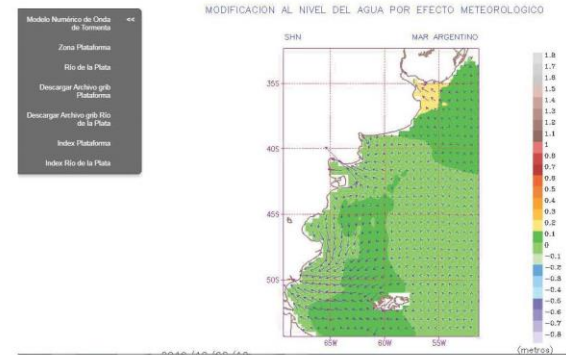 MODIFICACION AL NIVEL DEL AGUA POR EFECTO METEOROLOGICO
Modelo Numérico de Onda <<
de Tormenta
Zona Plataforma
Río de la Plata
Descargar Archivo grib
Plataforma
Descargar Archivo grib Río
de la Plata
Index Plataforma
Index Río de la Plata
SHN MAR ARGENTINO
35S
40S
45S
50S
65W 60W 55W
1.8
1.7
1.6
1.5
1.4
1.3
1.2
1.1
1
0.9
0.8
0.7
0.6
0.5
0.4
0.3
0.2
0.1
0
-0.1
-0.2
-0.3
-0.4
-0.5
-0.6
-0.7
-0.8
(metros)